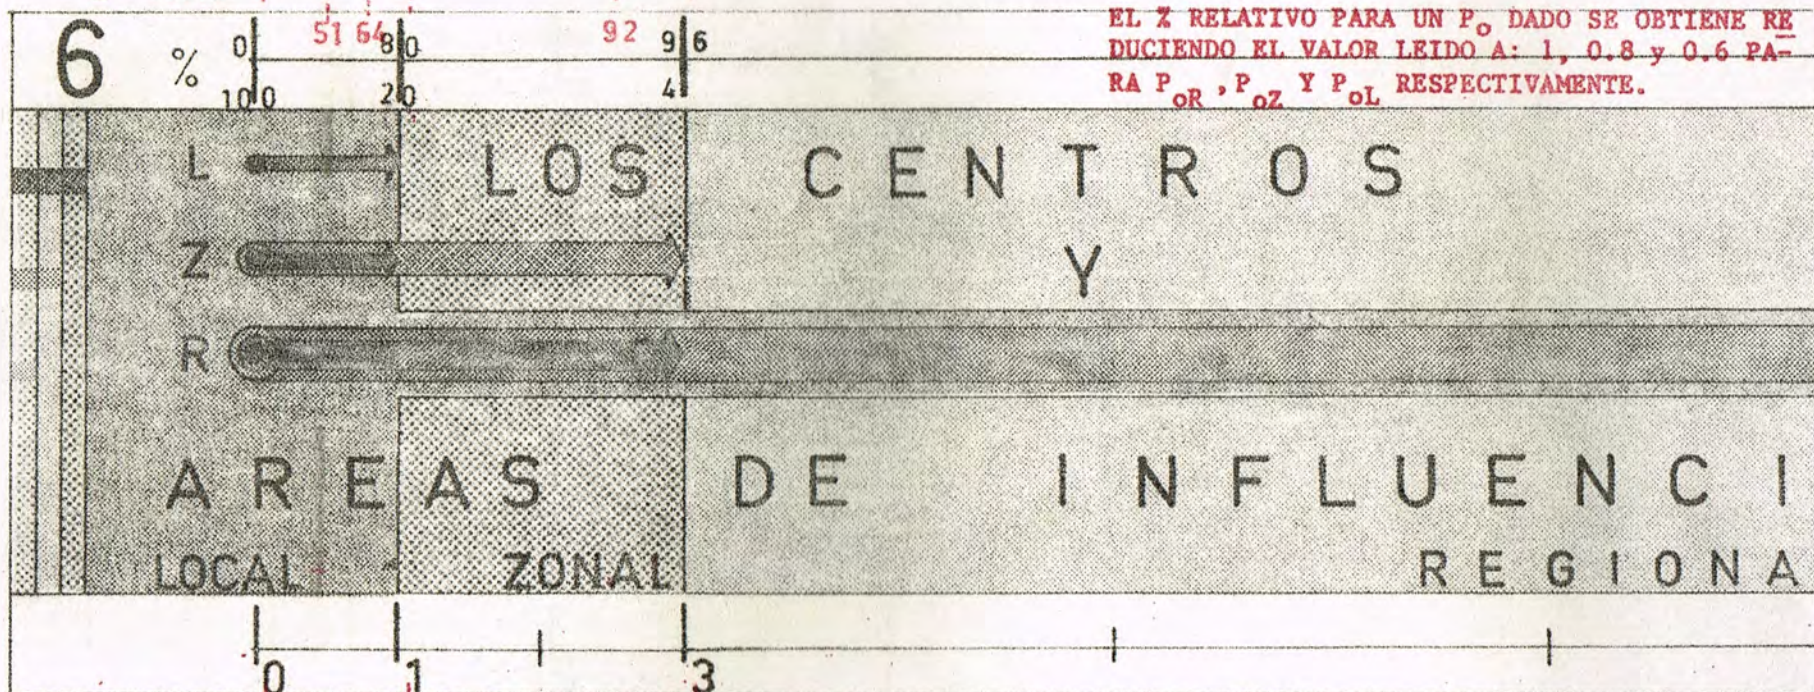 EL % RELATIVO PARA UN Po DADO SE OBTIENE RE
DUCIENDO EL VALOR LEIDO A: 1, 0.8 y 0.6 PA-
RA PoR, PoZ Y PoL RESPECTIVAMENTE.
6 % 0 51 64 80 92 96
100 20 4
L LOS CENTROS
Z Y
R
AREAS DE INFLUENCI
LOCAL ZONAL REGIONA
0 1 3